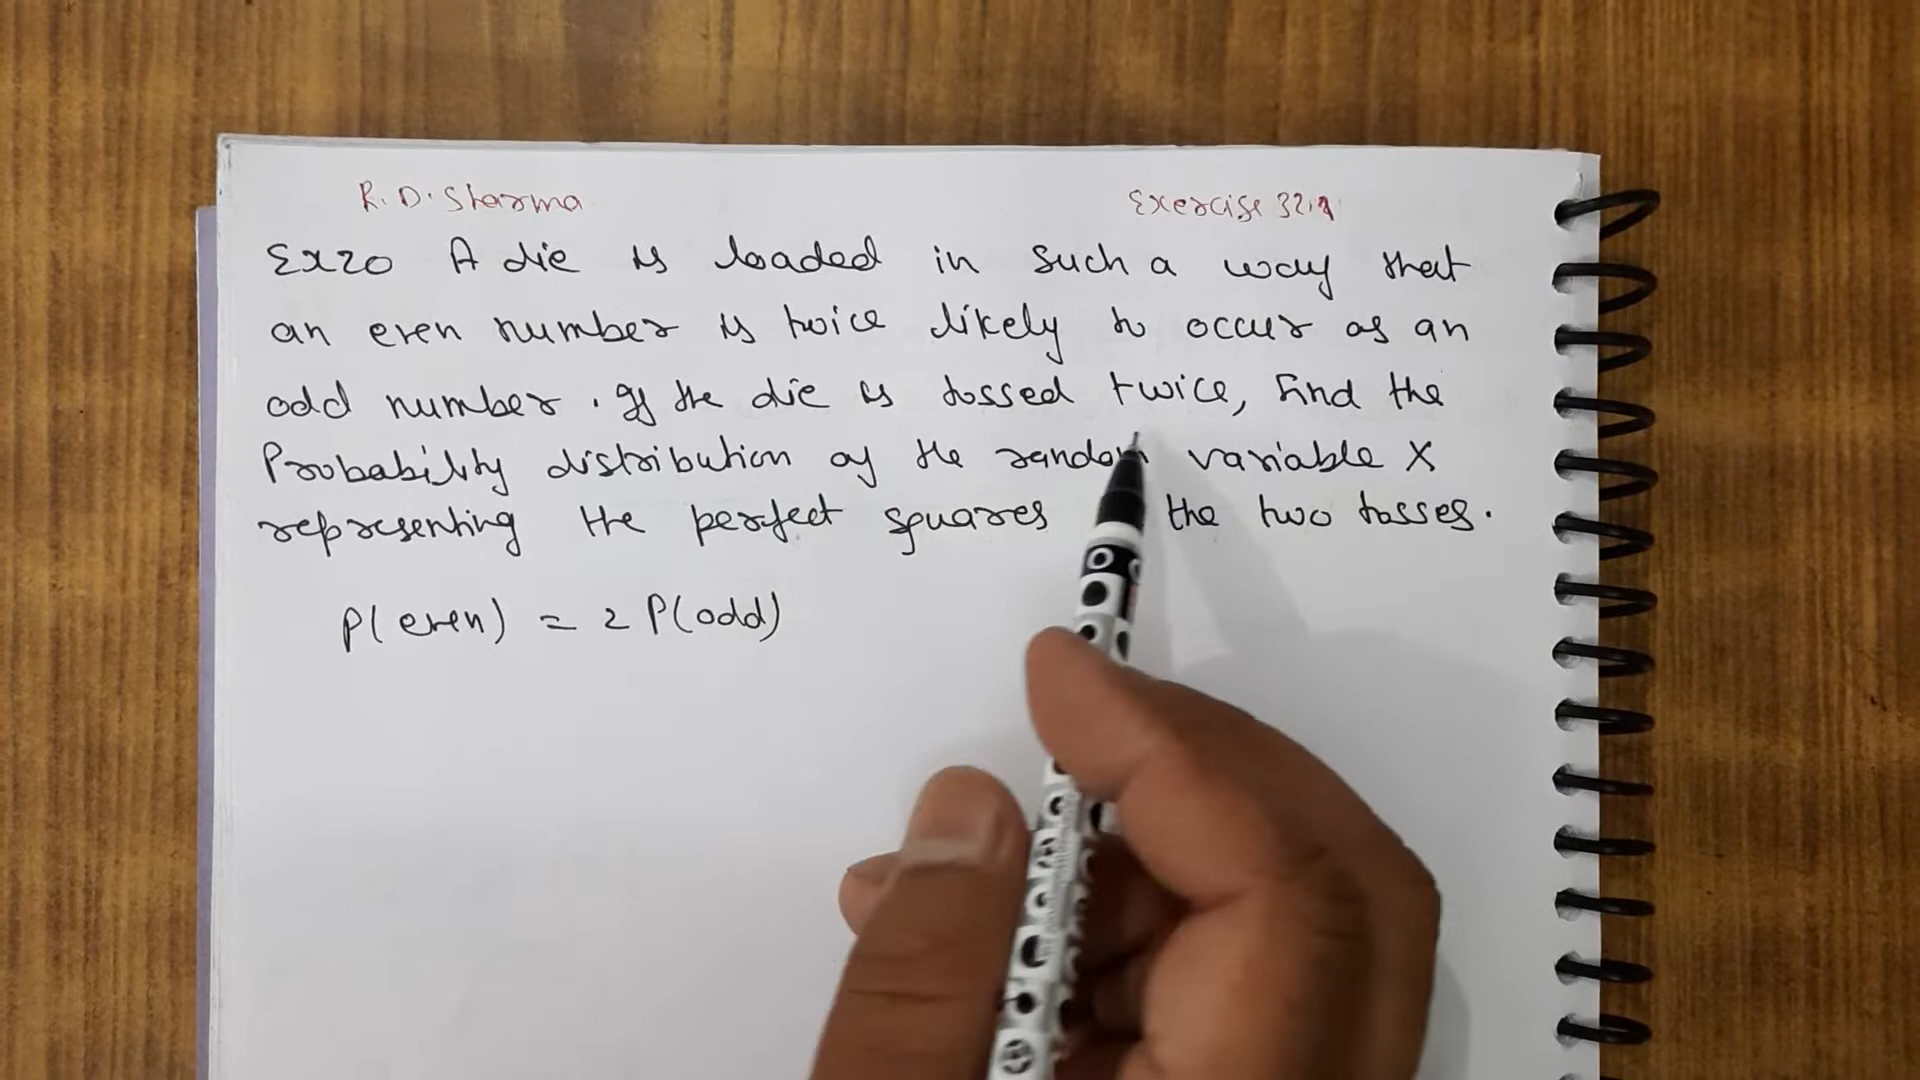 R.D. Sharma
Exercise 32.1
Ex20 A die is loaded in such a way that
an even number is twice likely to occur as an
odd number. If the die is tossed twice, find the
Probability distribution of the random variable X
representing the perfect squares the two tosses.
P(even) = 2 P(odd)